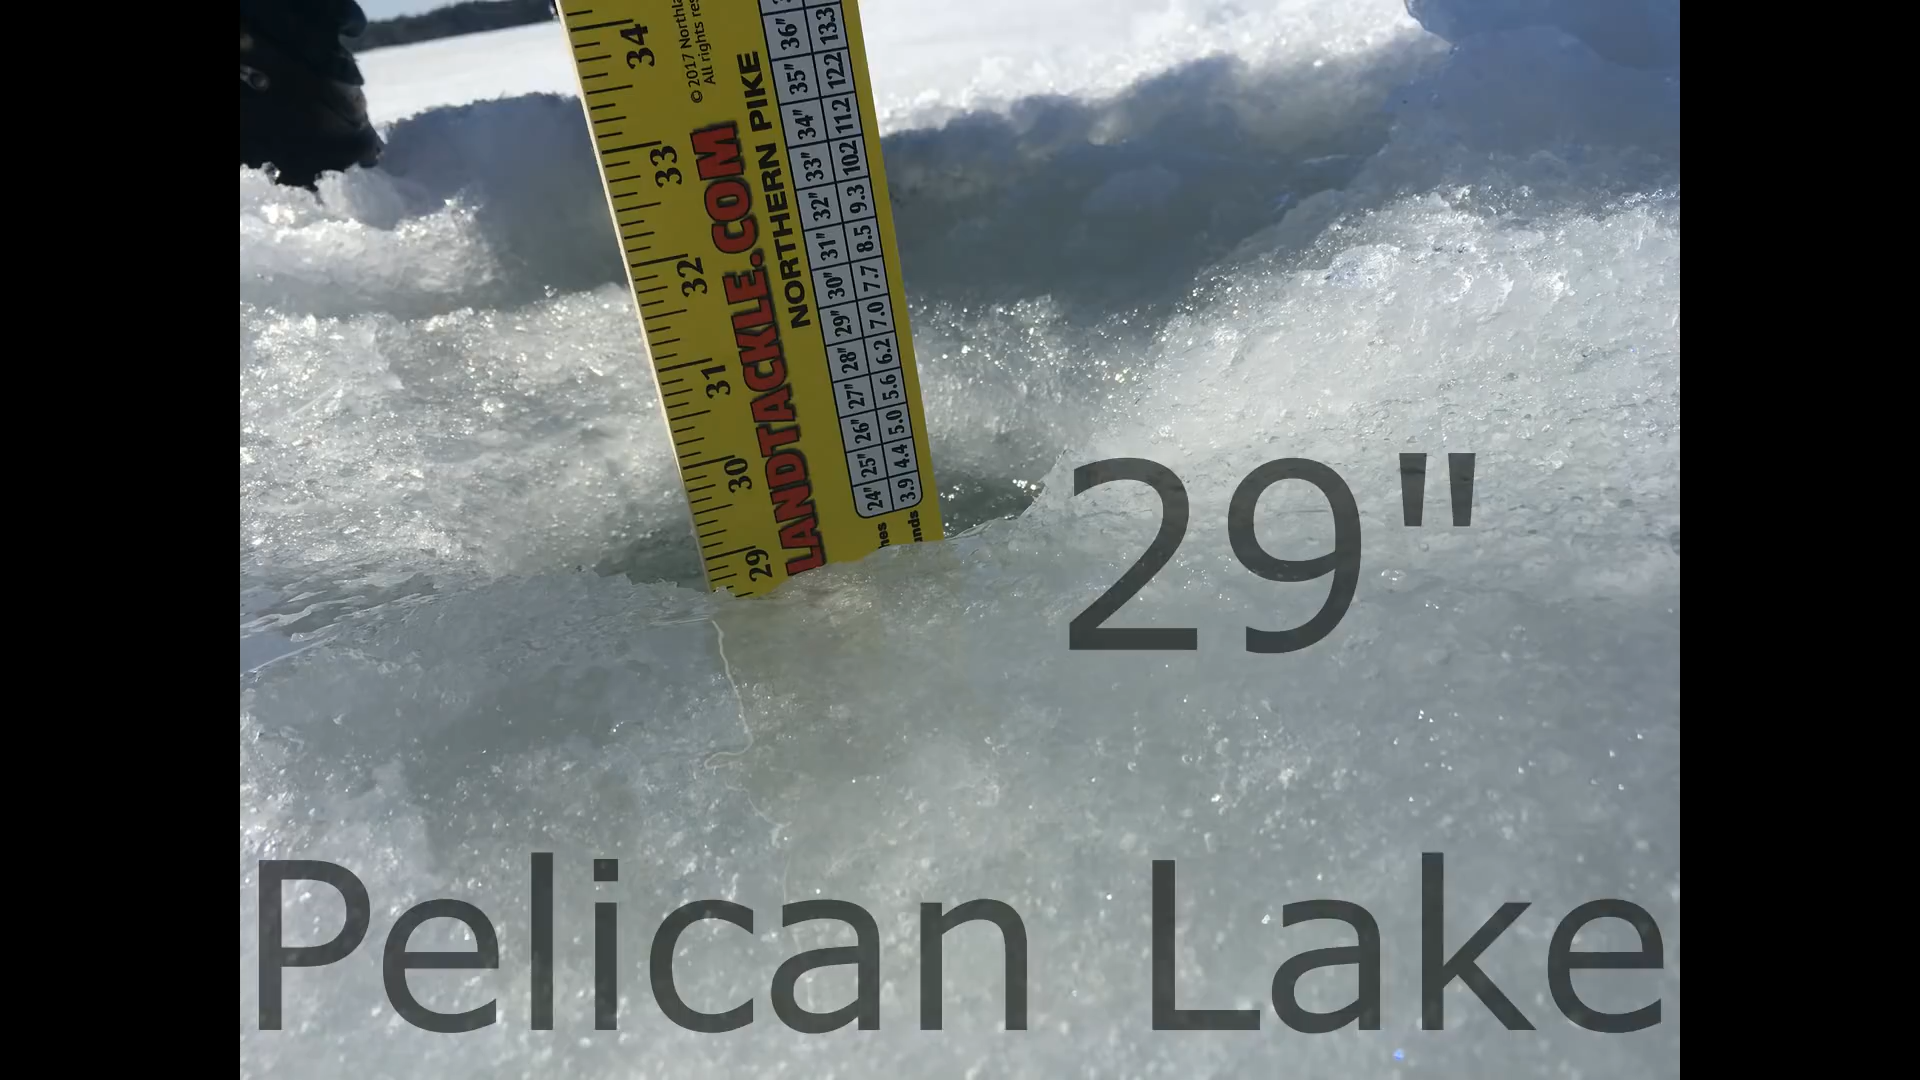 34
33
32
31
30
29
© 2017 Northla
All rights res
LANDTACKLE.COM
NORTHERN PIKE
24" 25" 26" 27" 28" 29" 30" 31" 32" 33" 34" 35" 36"
3.9 4.4 5.0 5.6 6.2 7.0 7.7 8.5 9.3 10.2 11.2 12.2 13.3
hes
unds
29"
Pelican Lake